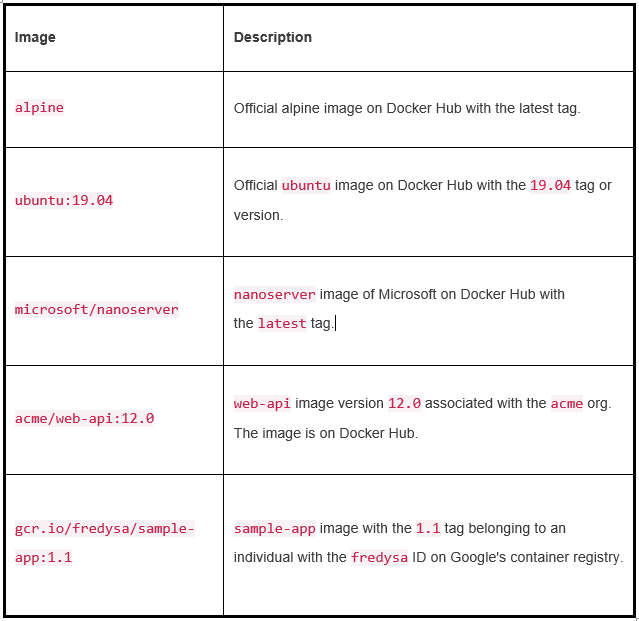 Image
Description
alpine
Official alpine image on Docker Hub with the latest tag.
ubuntu:19.04
Official ubuntu image on Docker Hub with the 19.04 tag or
version.
microsoft/nanoserver
nanoserver image of Microsoft on Docker Hub with
the latest tag.
acme/web-api:12.0
web-api image version 12.0 associated with the acme org.
The image is on Docker Hub.
gcr.io/fredysa/sample-
app:1.1
sample-app image with the 1.1 tag belonging to an
individual with the fredysa ID on Google's container registry.